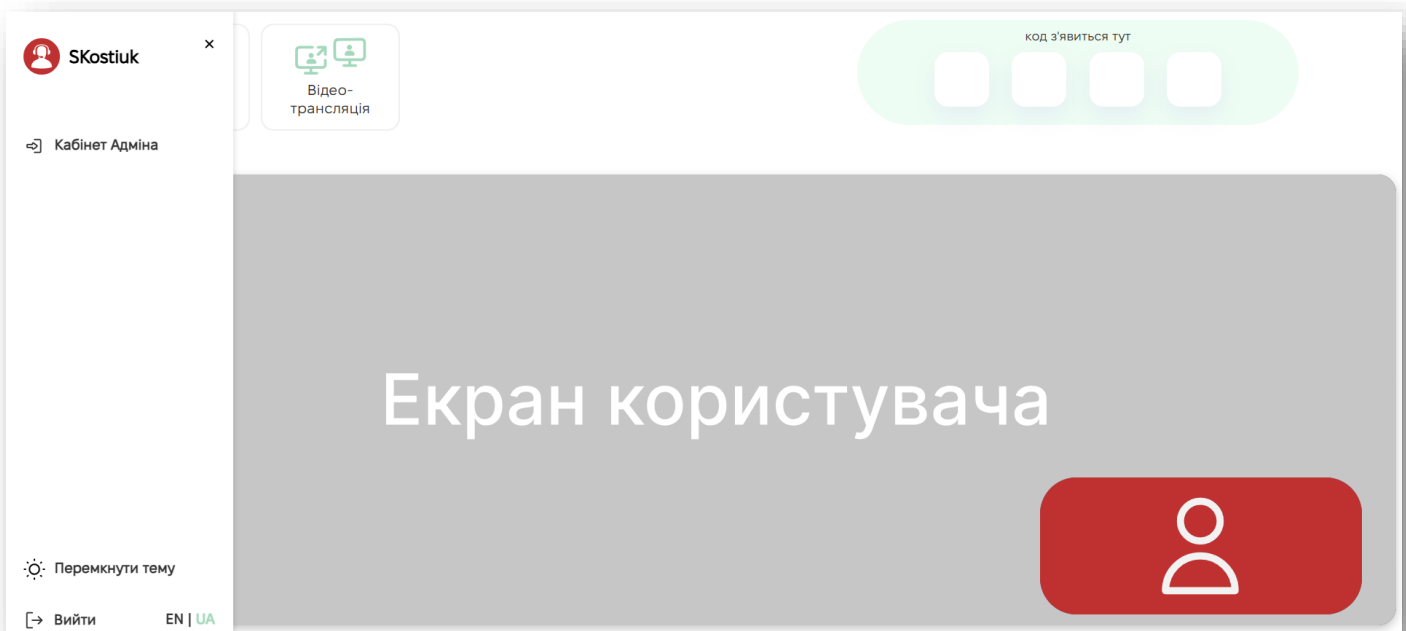 SKostiuk
×
Кабінет Адміна
Перемкнути тему
Вийти
EN | UA
Відео-
трансляція
код з'явиться тут
Екран користувача